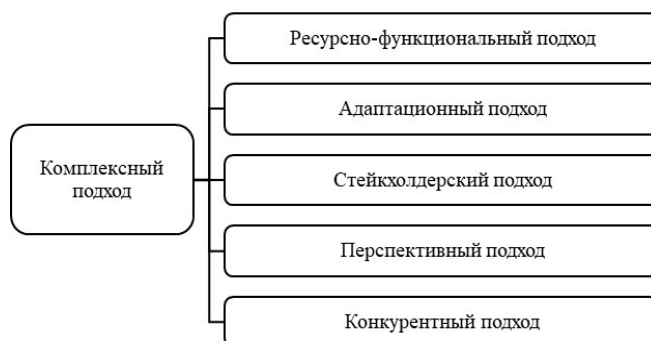 Ресурсно-функциональный подход
Адаптационный подход
Комплексный
подход
Стейкхолдерский подход
Перспективный подход
Конкурентный подход